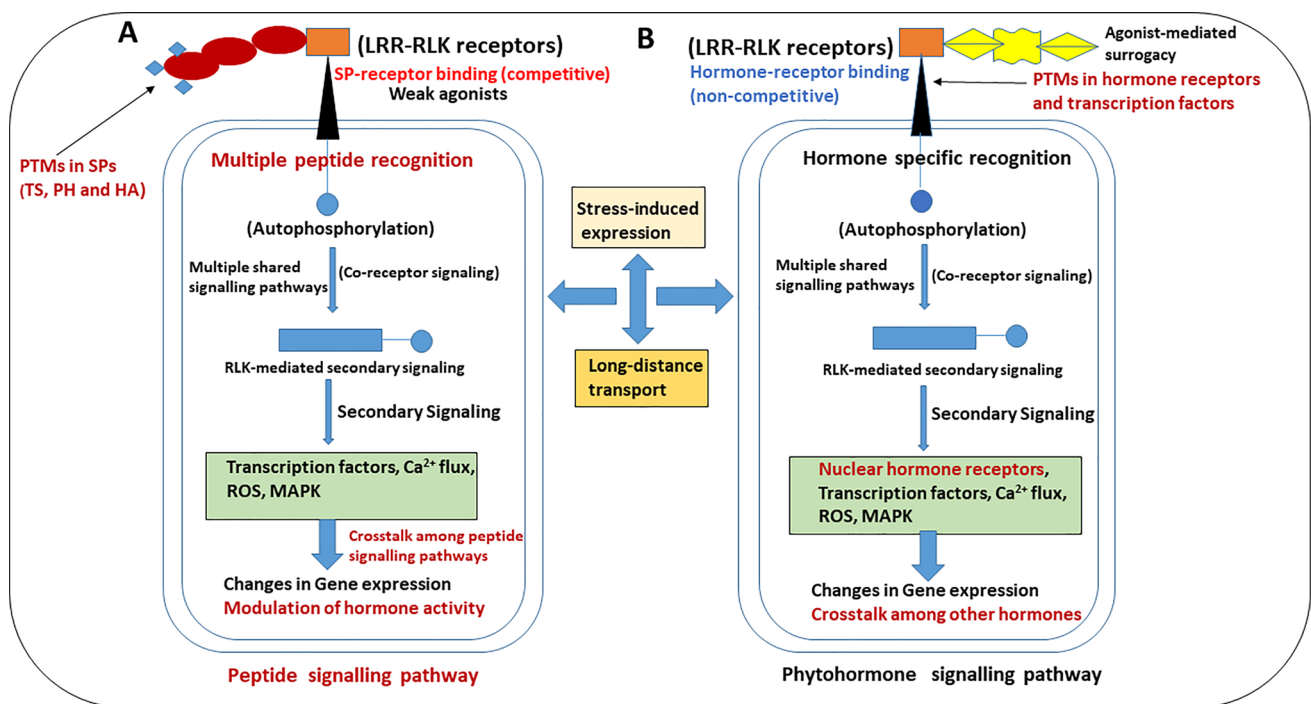 A
(LRR-RLK receptors)
SP-receptor binding (competitive)
Weak agonists
PTMs in SPs
(TS, PH and HA)
Multiple peptide recognition
(Autophosphorylation)
Multiple shared
signalling pathways
(Co-receptor signaling)
RLK-mediated secondary signaling
Secondary Signaling
Transcription factors, Ca2+ flux,
ROS, MAPK
Crosstalk among peptide
signalling pathways
Changes in Gene expression
Modulation of hormone activity
Peptide signalling pathway
Stress-induced
expression
Long-distance
transport
B
(LRR-RLK receptors)
Hormone-receptor binding
(non-competitive)
Agonist-mediated
surrogacy
PTMs in hormone receptors
and transcription factors
Hormone specific recognition
(Autophosphorylation)
Multiple shared
signalling pathways
(Co-receptor signaling)
RLK-mediated secondary signaling
Secondary Signaling
Nuclear hormone receptors,
Transcription factors, Ca2+ flux,
ROS, MAPK
Changes in Gene expression
Crosstalk among other hormones
Phytohormone signalling pathway